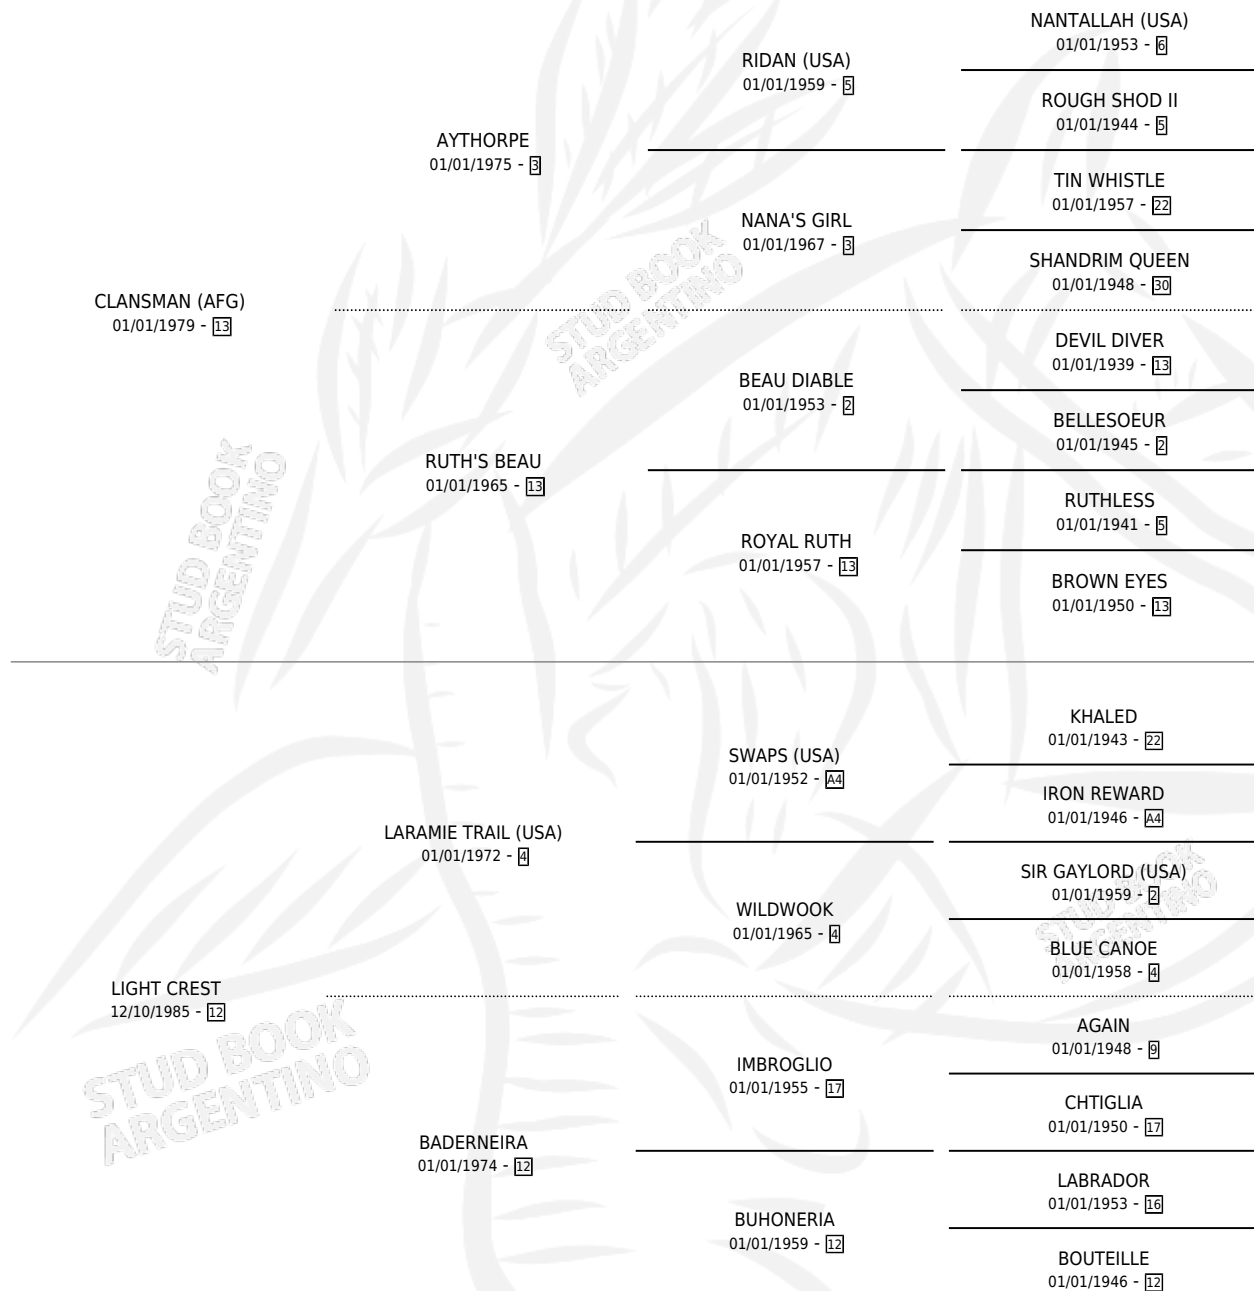 NANTALLAH (USA)
01/01/1953 - 6
RIDAN (USA)
01/01/1959 - 5
ROUGH SHOD II
01/01/1944 - 5
AYTHORPE
01/01/1975 - 3
TIN WHISTLE
01/01/1957 - 22
NANA'S GIRL
01/01/1967 - 3
SHANDRIM QUEEN
01/01/1948 - 30
CLANSMAN (AFG)
01/01/1979 - 13
STUD BOOK
ARGENTINO
DEVIL DIVER
01/01/1939 - 13
BEAU DIABLE
01/01/1953 - 2
BELLESOEUR
01/01/1945 - 2
RUTH'S BEAU
01/01/1965 - 13
RUTHLESS
01/01/1941 - 5
ROYAL RUTH
01/01/1957 - 13
BROWN EYES
01/01/1950 - 13
STUD BOOK
ARGENTINO
KHALED
01/01/1943 - 22
SWAPS (USA)
01/01/1952 - A4
IRON REWARD
01/01/1946 - A4
LARAMIE TRAIL (USA)
01/01/1972 - 4
SIR GAYLORD (USA)
01/01/1959 - 2
WILDWOOK
01/01/1965 - 4
STUD BOOK
ARGENTINO
BLUE CANOE
01/01/1958 - 4
LIGHT CREST
12/10/1985 - 12
STUD BOOK
ARGENTINO
AGAIN
01/01/1948 - 9
IMBROGLIO
01/01/1955 - 17
CHTIGLIA
01/01/1950 - 17
BADERNEIRA
01/01/1974 - 12
LABRADOR
01/01/1953 - 16
BUHONERIA
01/01/1959 - 12
BOUTEILLE
01/01/1946 - 12